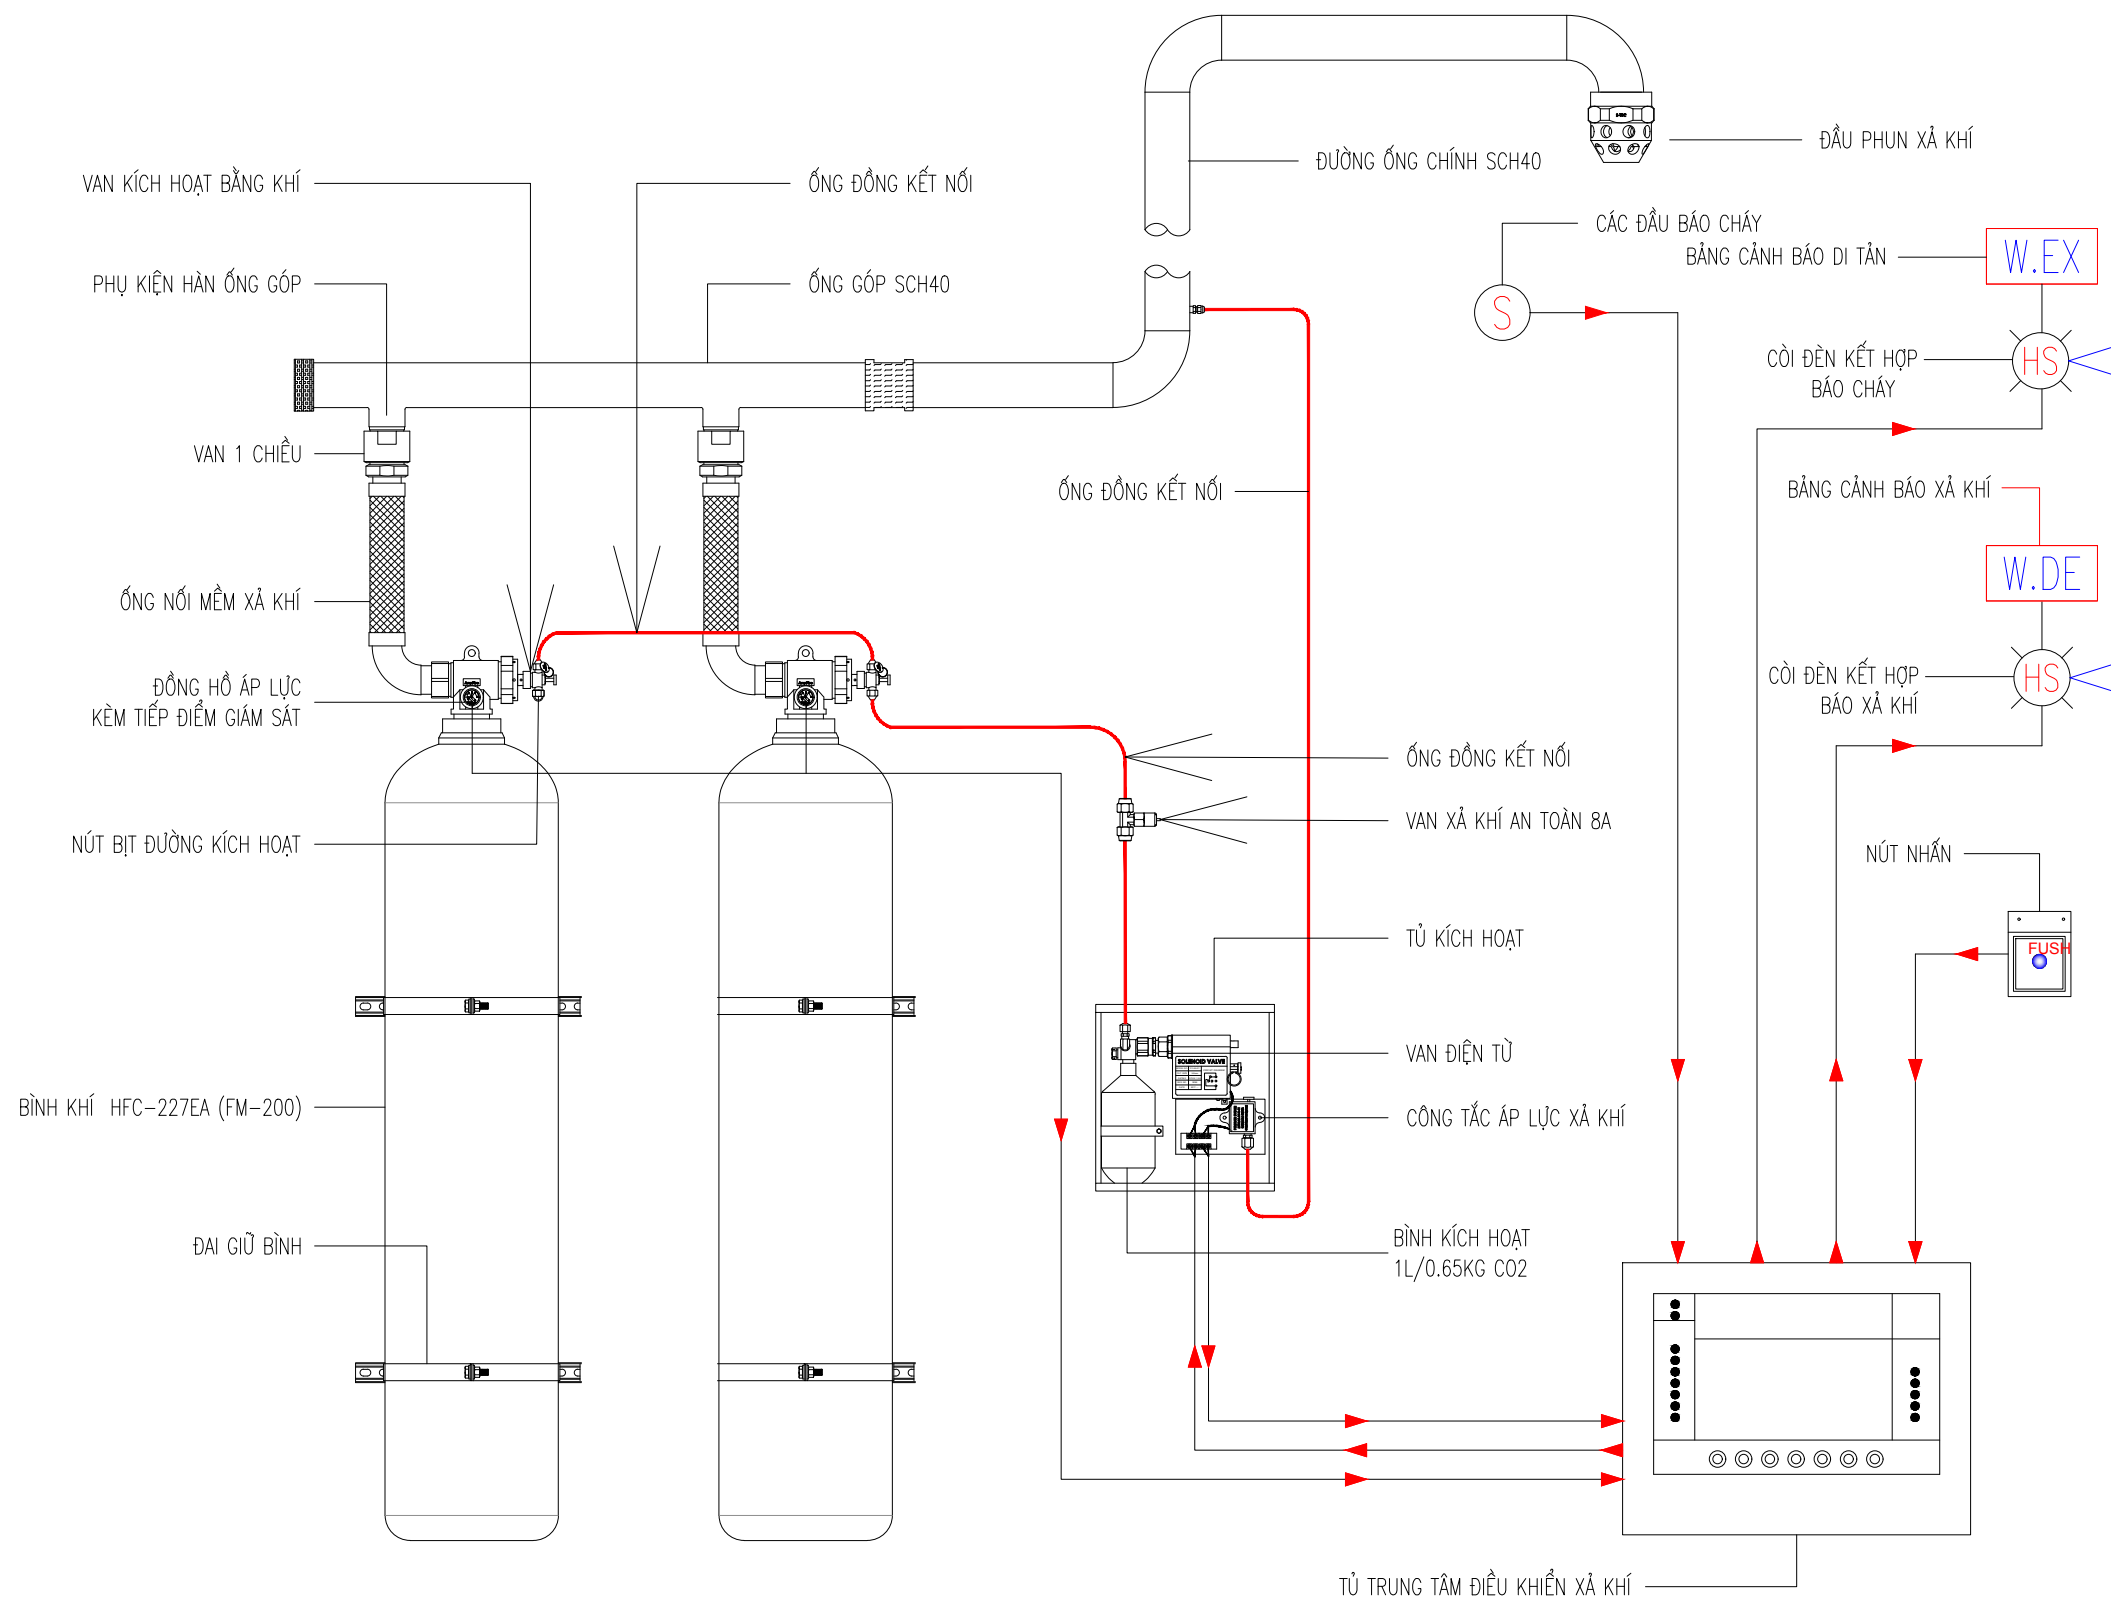 ĐẦU PHUN XẢ KHÍ
ĐƯỜNG ỐNG CHÍNH SCH40
VAN KÍCH HOẠT BẰNG KHÍ
ỐNG ĐỒNG KẾT NỐI
CÁC ĐẦU BÁO CHÁY
BẢNG CẢNH BÁO DI TẢN
W.EX
PHỤ KIỆN HÀN ỐNG GÓP
ỐNG GÓP SCH40
S
CÒI ĐÈN KẾT HỢP
BÁO CHÁY
HS
VAN 1 CHIỀU
ỐNG ĐỒNG KẾT NỐI
BẢNG CẢNH BÁO XẢ KHÍ
W.DE
ỐNG NỐI MỀM XẢ KHÍ
CÒI ĐÈN KẾT HỢP
BÁO XẢ KHÍ
HS
ĐỒNG HỒ ÁP LỰC
KÈM TIẾP ĐIỂM GIÁM SÁT
ỐNG ĐỒNG KẾT NỐI
VAN XẢ KHÍ AN TOÀN 8A
NÚT BỊT ĐƯỜNG KÍCH HOẠT
NÚT NHẤN
FUSH
TỦ KÍCH HOẠT
VAN ĐIỆN TỪ
SOLENOID VALVE
BÌNH KHÍ HFC-227EA (FM-200)
CÔNG TẮC ÁP LỰC XẢ KHÍ
ĐAI GIỮ BÌNH
BÌNH KÍCH HOẠT
1L/0.65KG CO2
TỦ TRUNG TÂM ĐIỀU KHIỂN XẢ KHÍ